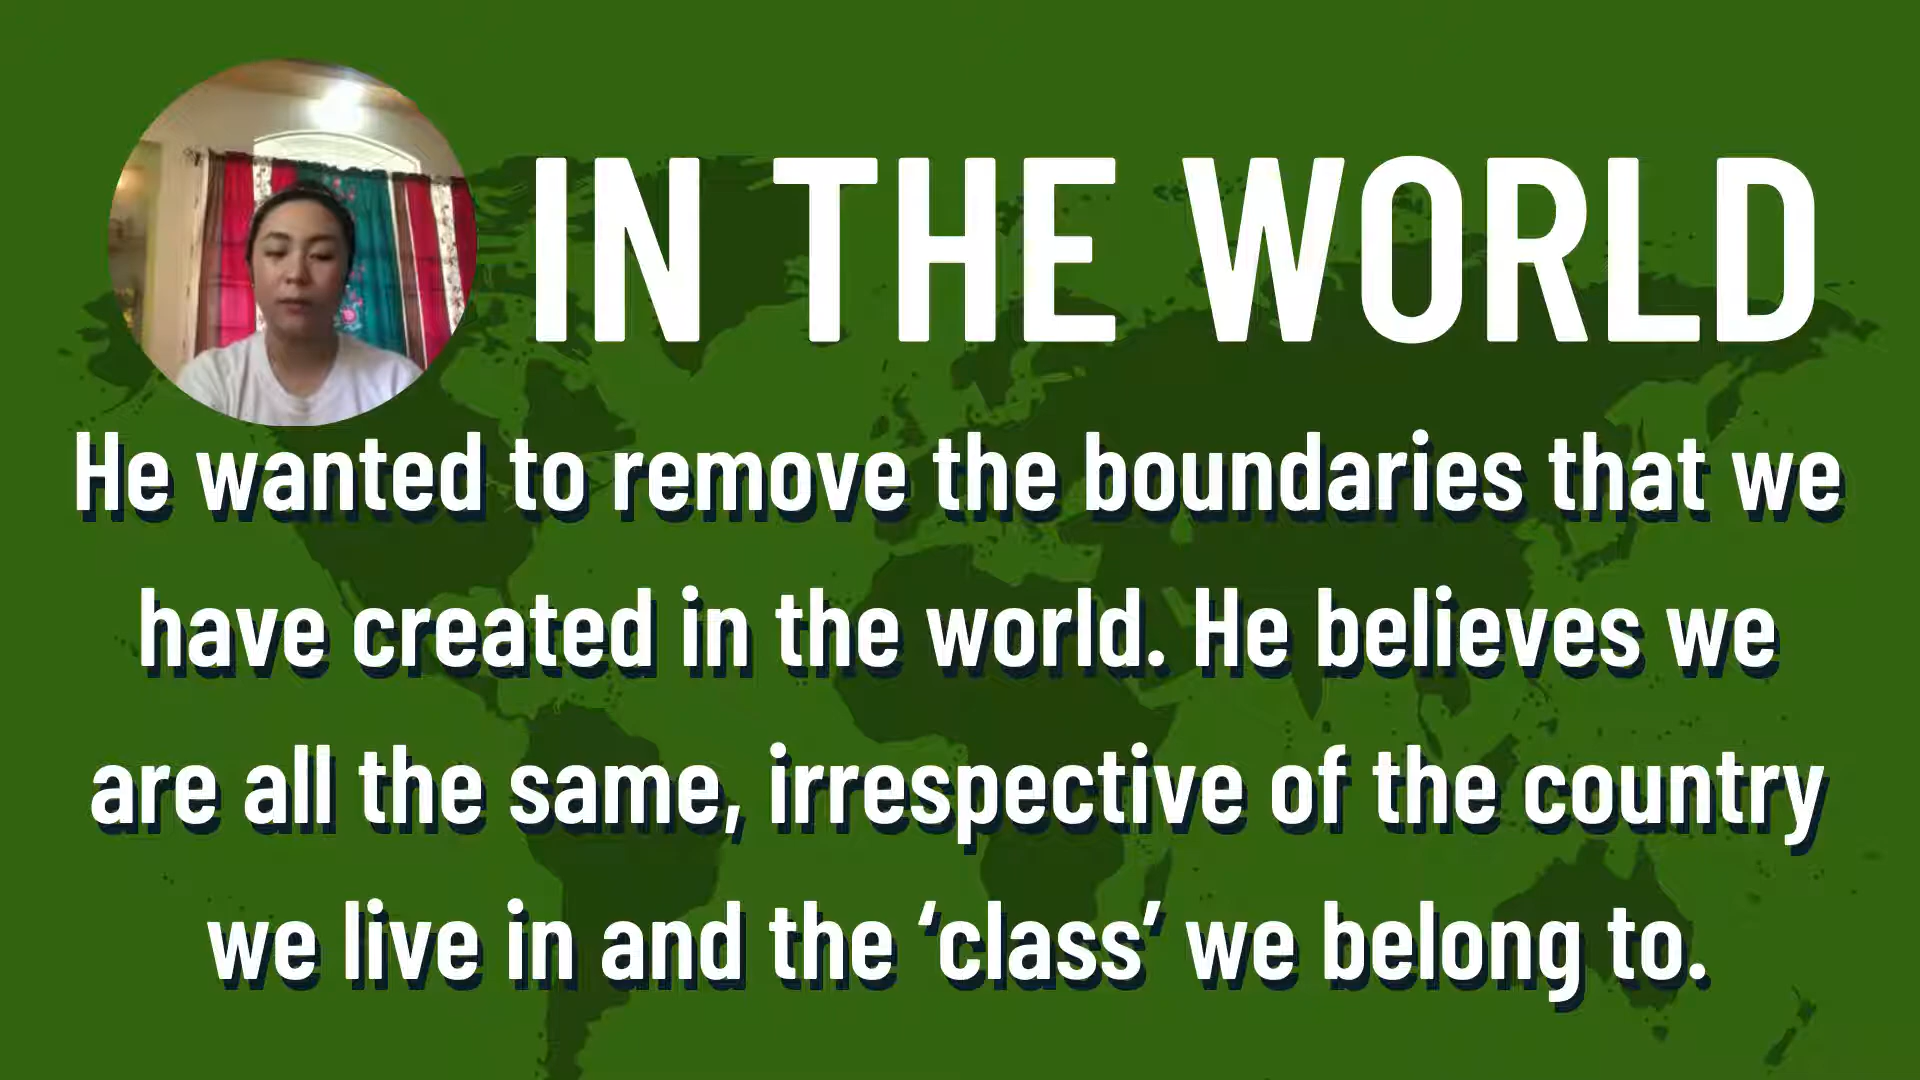 IN THE WORLD
He wanted to remove the boundaries that we
have created in the world. He believes we
are all the same, irrespective of the country
we live in and the ‘class’ we belong to.